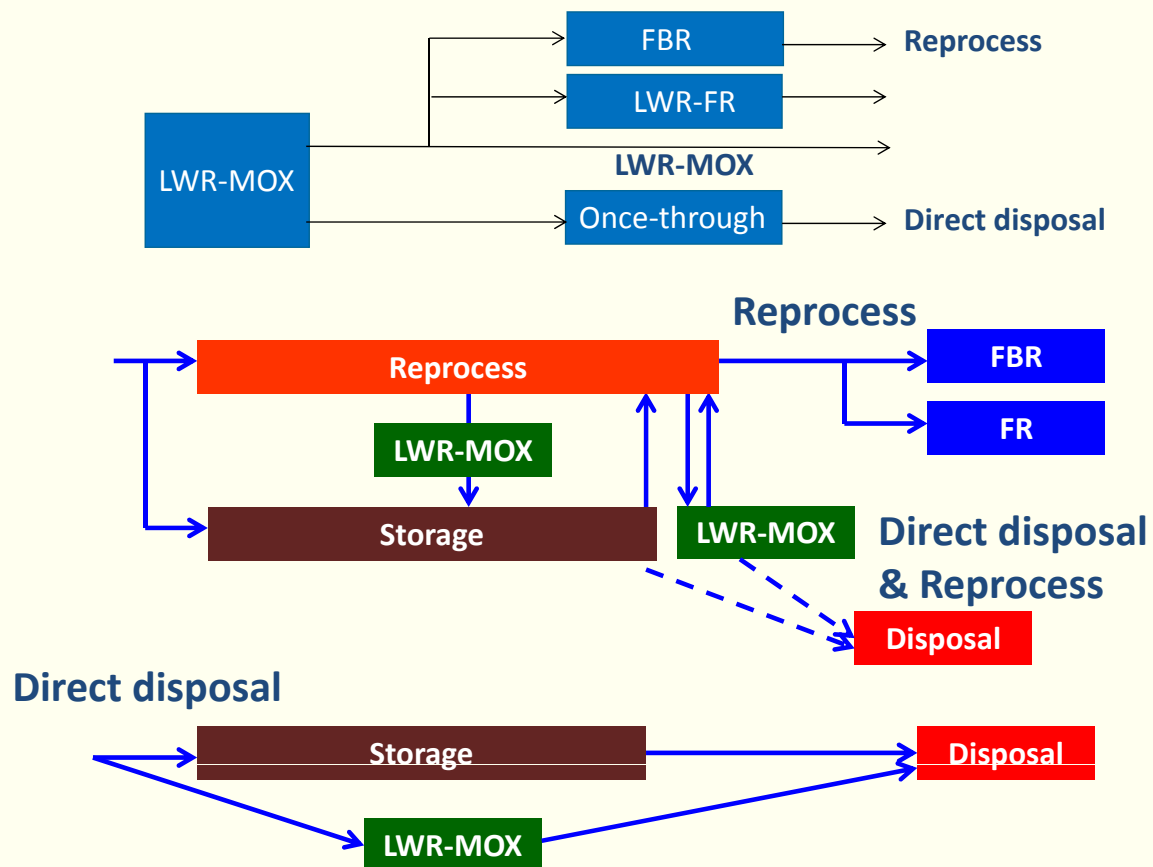 FBR
Reprocess
LWR-FR
LWR-MOX
LWR-MOX
Once-through
Direct disposal
Reprocess
Reprocess
FBR
FR
LWR-MOX
Storage
LWR-MOX
Direct disposal
& Reprocess
Disposal
Direct disposal
Storage
Disposal
LWR-MOX